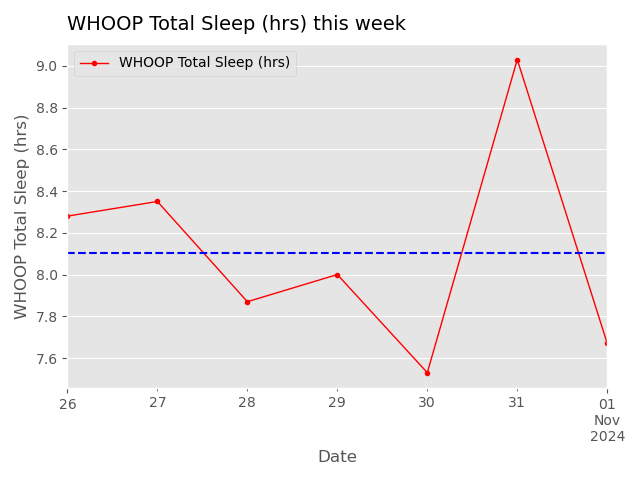 WHOOP Total Sleep (hrs) this week
WHOOP Total Sleep (hrs)
WHOOP Total Sleep (hrs)
9.0
8.8
8.6
8.4
8.2
8.0
7.8
7.6
26 27 28 29 30 31 01
Nov
2024
Date